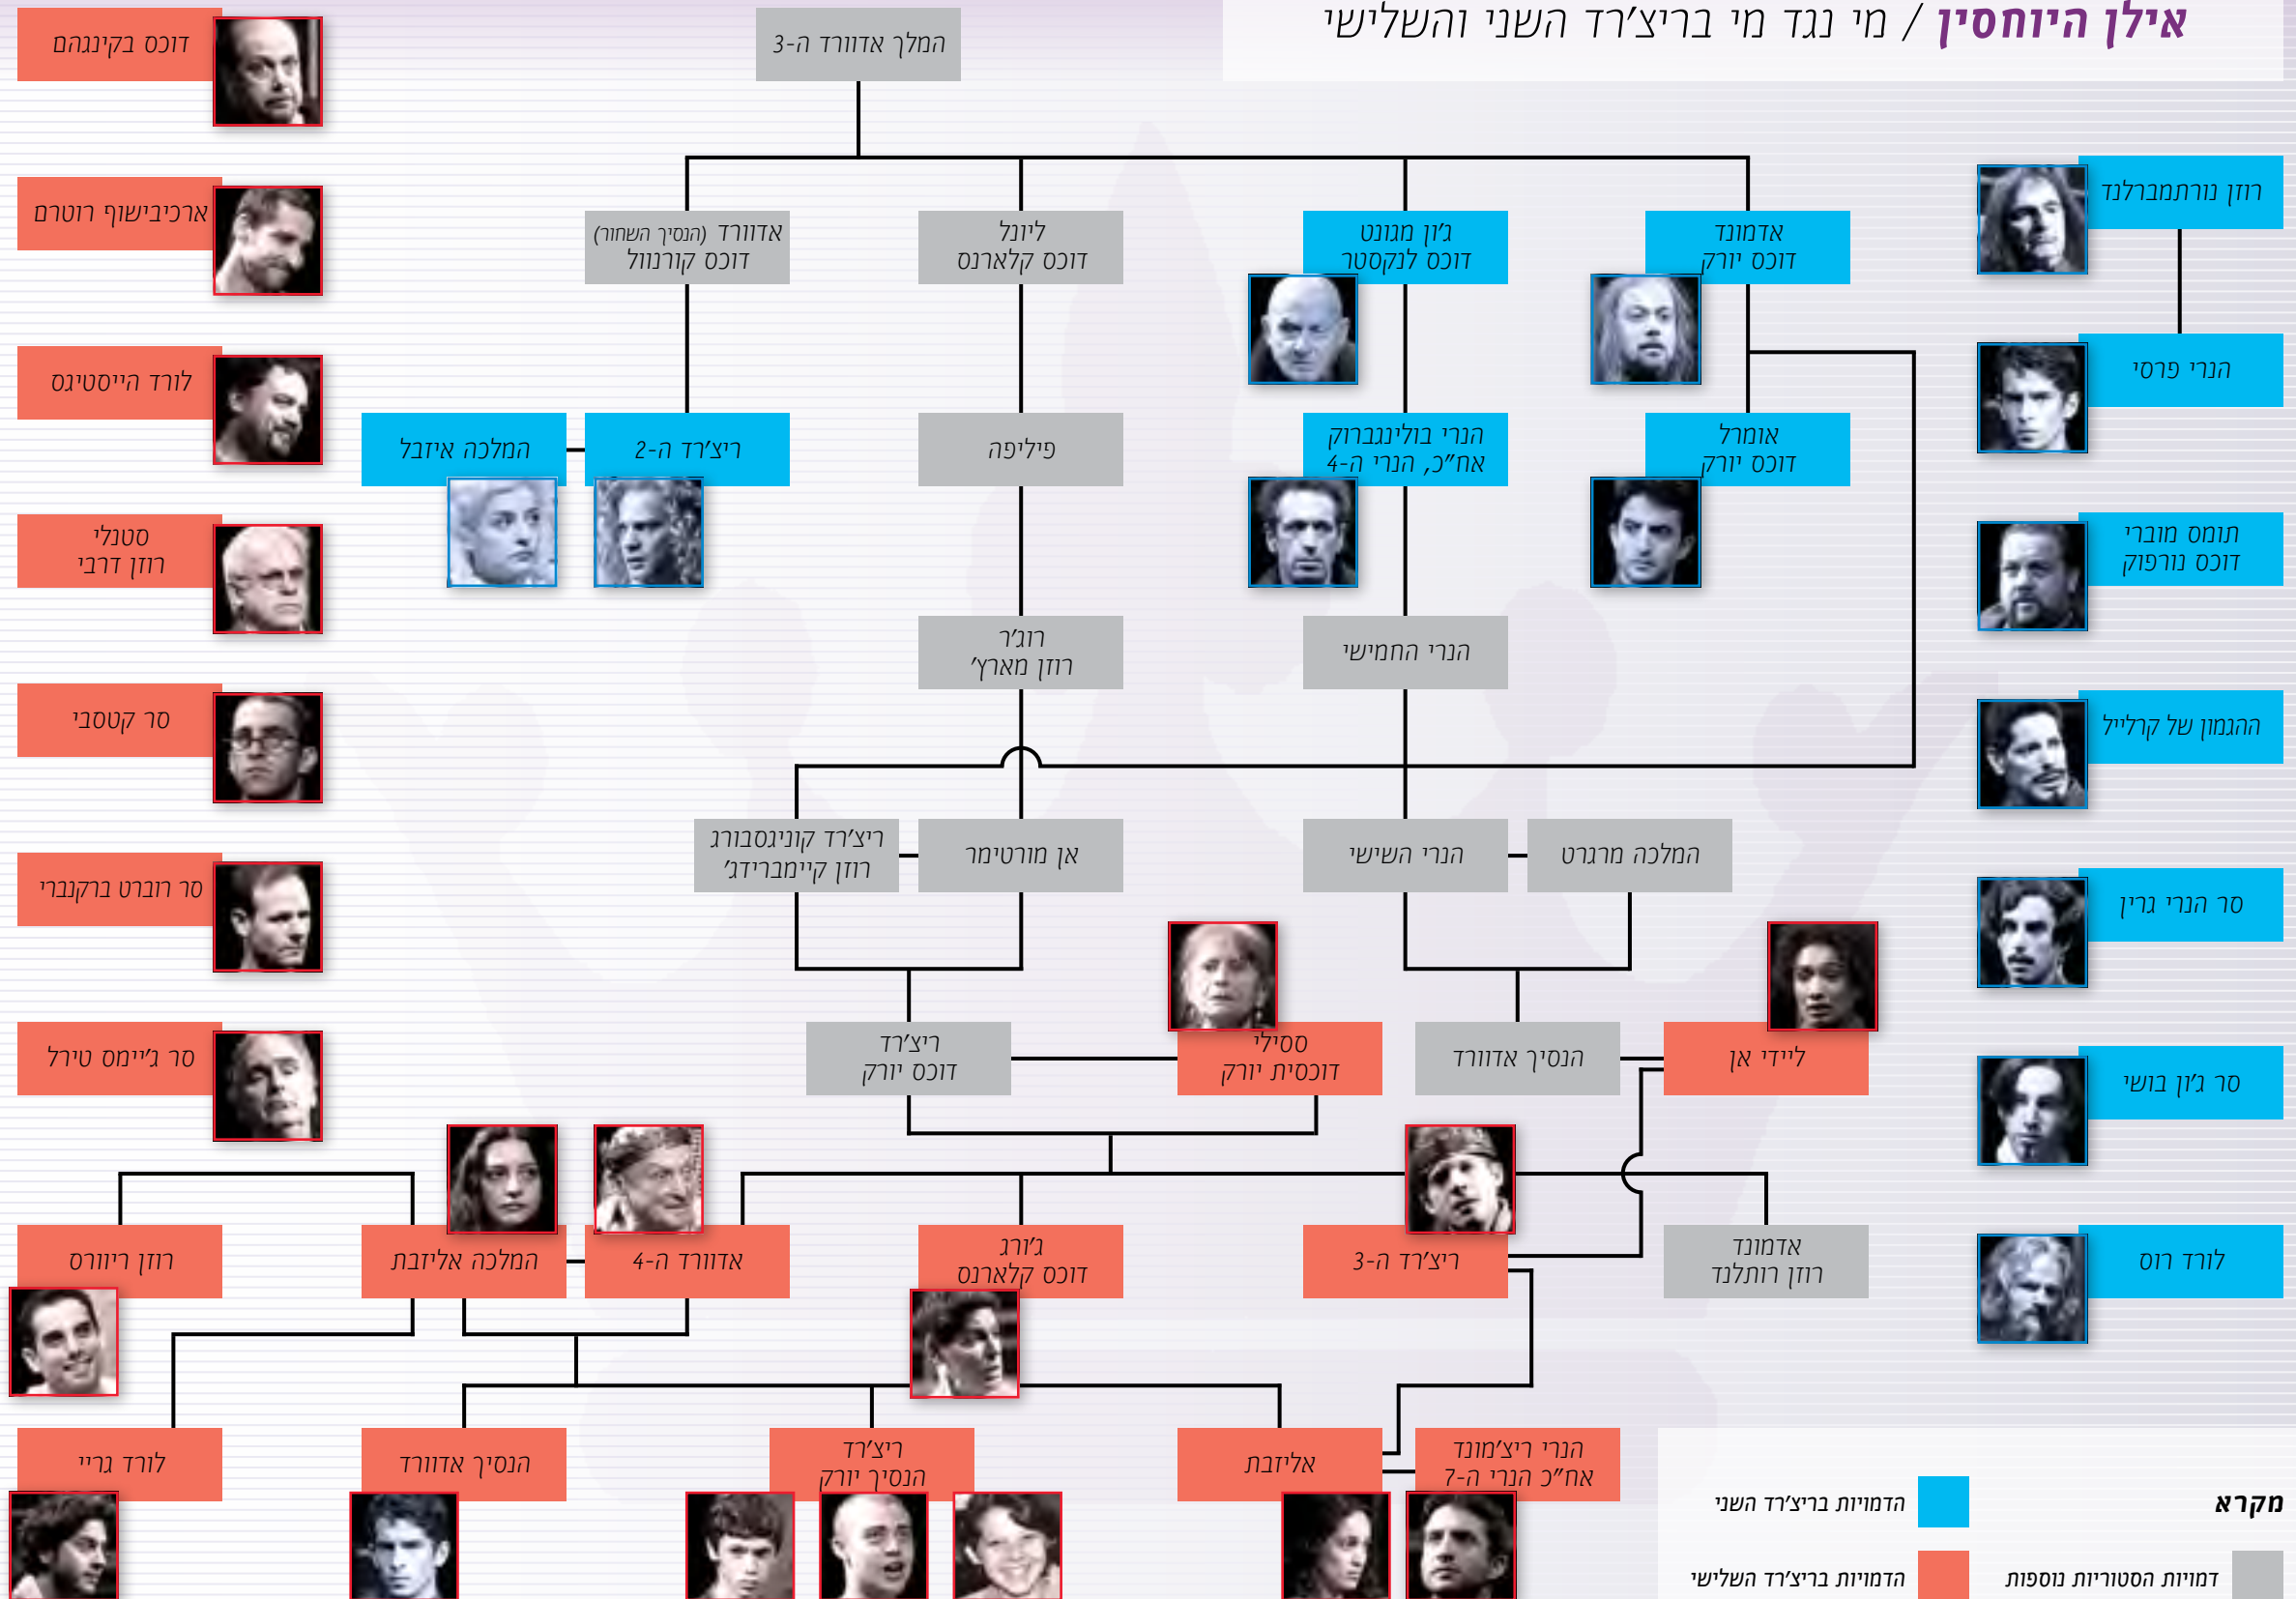 אילן היוחסין / מי נגד מי בריצ'רד השני והשלישי
המלך אדוורד ה-3
אדמונד
דוכס יורק
ג'ון מגונט
דוכס לנקסטר
ליונל
דוכס קלארנס
אדוורד (הנסיך השחור)
דוכס קורנוול
אומרל
דוכס יורק
הנרי בולינגברוק
אח"כ, הנרי ה-4
פיליפה
ריצ'רד ה-2
המלכה איזבל
הנרי החמישי
רוג'ר
רוזן מארץ'
המלכה מרגרט
הנרי השישי
אן מורטימר
ריצ'רד קוניגסבורג
רוזן קיימברידג'
ליידי אן
הנסיך אדוורד
ססילי
דוכסית יורק
ריצ'רד
דוכס יורק
אדמונד
רוזן רותלנד
ריצ'רד ה-3
ג'ורג
דוכס קלארנס
אדוורד ה-4
המלכה אליזבת
רוזן ריוורס
הנרי ריצ'מונד
אח"כ הנרי ה-7
אליזבת
ריצ'רד
הנסיך יורק
הנסיך אדוורד
לורד גריי
רוזן נורתמברלנד
הנרי פרסי
תומס מוברי
דוכס נורפוק
ההגמון של קרלייל
סר הנרי גרין
סר ג'ון בושי
לורד רוס
דוכס בקינגהם
ארכיבישוף רוטרם
לורד הייסטיגס
סטנלי
רוזן דרבי
סר קטסבי
סר רוברט ברקנברי
סר ג'יימס טירל
מקרא
הדמויות בריצ'רד השני
דמויות הסטוריות נוספות
הדמויות בריצ'רד השלישי